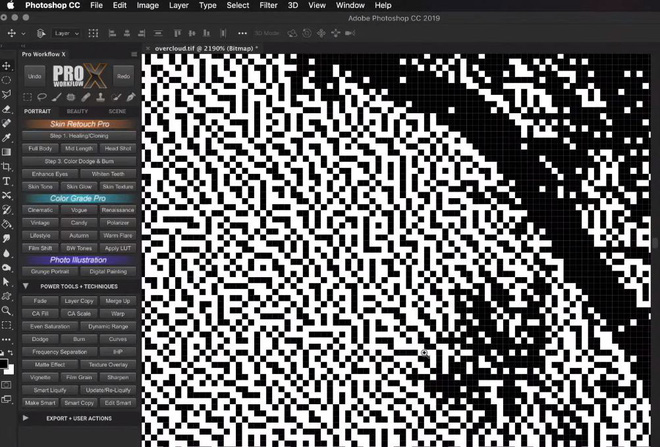 Photoshop CC File Edit Image Layer Type Select Filter 3D View Window Help
Adobe Photoshop CC 2019
Layer 3D Mode:
overcloud.tif @ 2190% (Bitmap) *
Pro Workflow X
Undo PRO WORKFLOW X Redo
PORTRAIT BEAUTY SCENE
Skin Retouch Pro
Step 1: Healing/Cloning
Full Body Mid Length Head Shot
Step 3: Color Dodge & Burn
Enhance Eyes Whiten Teeth
Skin Tone Skin Glow Skin Texture
Color Grade Pro
Cinematic Vogue Renaissance
Vintage Candy Polarizer
Lifestyle Autumn Warm Flare
Film Shift BW Tones Apply LUT
Photo Illustration
Grunge Portrait Digital Painting
POWER TOOLS + TECHNIQUES
Fade Layer Copy Merge Up
CA Fill CA Scale Warp
Even Saturation Dynamic Range
Dodge Burn Curves
Frequency Separation IHP
Matte Effect Texture Overlay
Vignette Film Grain Sharpen
Smart Liquify Update/Re-Liquify
Make Smart Smart Copy Edit Smart
EXPORT + USER ACTIONS